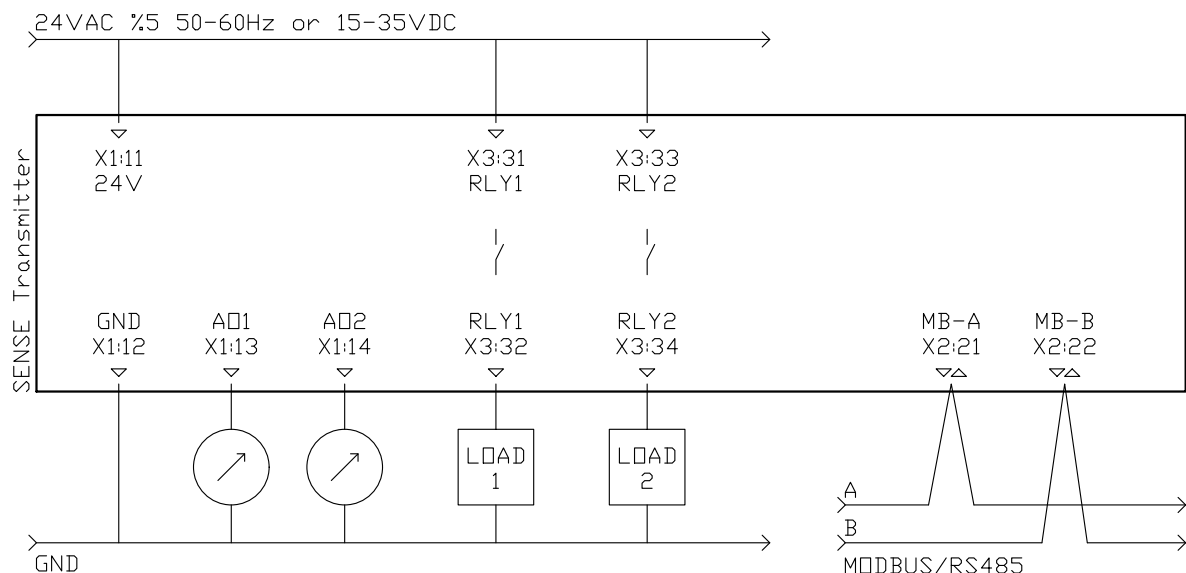 24VAC %5 50-60Hz or 15-35VDC
SENSE Transmitter
X1:11
24V
X3:31
RLY1
X3:33
RLY2
GND
X1:12
AO1
X1:13
AO2
X1:14
RLY1
X3:32
RLY2
X3:34
MB-A
X2:21
MB-B
X2:22
LOAD
1
LOAD
2
A
B
GND
MODBUS/RS485